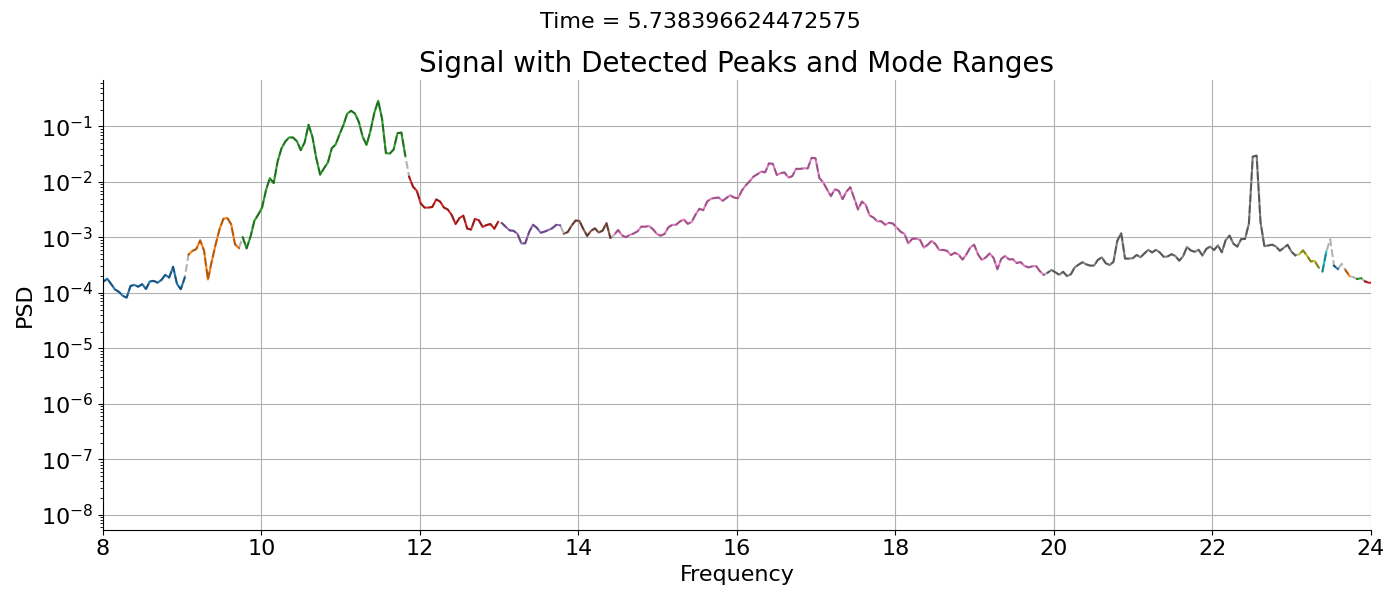 Time = 5.738396624472575
Signal with Detected Peaks and Mode Ranges
PSD
10⁻¹
10⁻²
10⁻³
10⁻⁴
10⁻⁵
10⁻⁶
10⁻⁷
10⁻⁸
8 10 12 14 16 18 20 22 24
Frequency